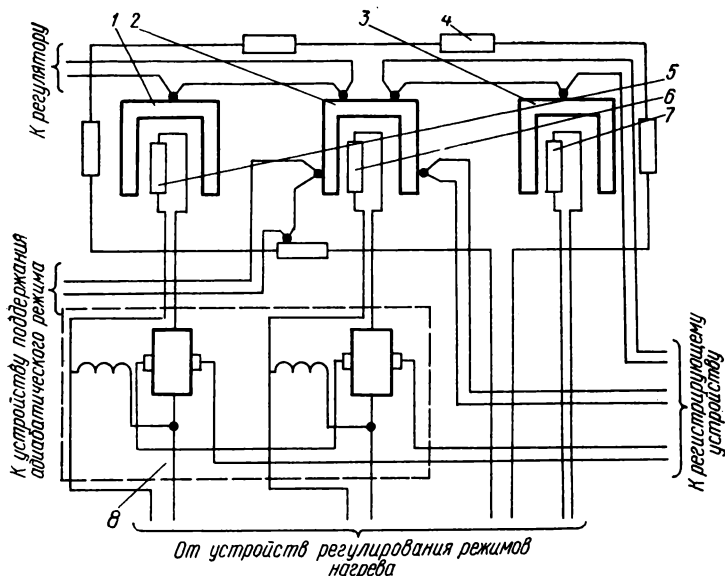 1
2
3
4
5
6
7
К регулятору
К устройству поддержания
адиабатического режима
К регистрирующему
устройству
8
От устройств регулирования режимов
нагрева